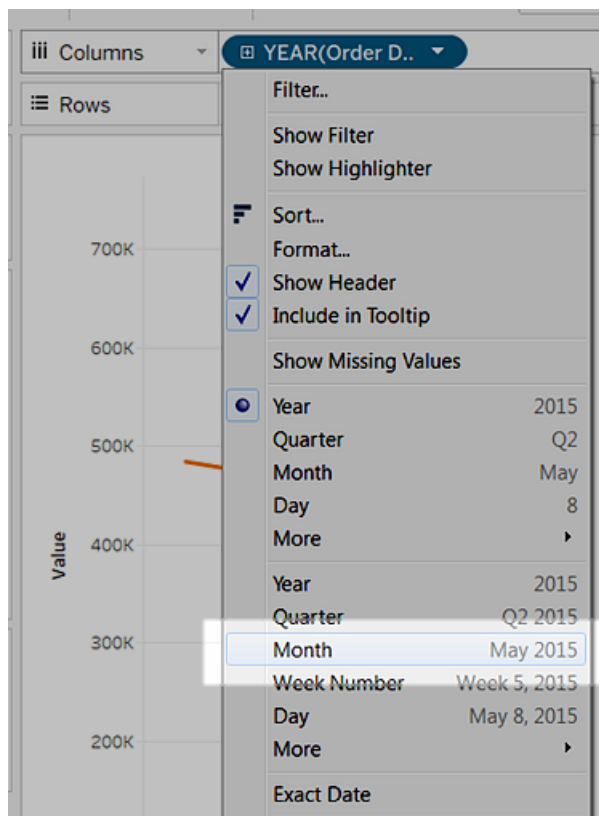 Columns
YEAR(Order D..
Rows
Filter...
Show Filter
Show Highlighter
Sort...
Format...
Show Header
Include in Tooltip
Show Missing Values
Year 2015
Quarter Q2
Month May
Day 8
More
Year 2015
Quarter Q2 2015
Month May 2015
Week Number Week 5, 2015
Day May 8, 2015
More
Exact Date
Value
700K
600K
500K
400K
300K
200K